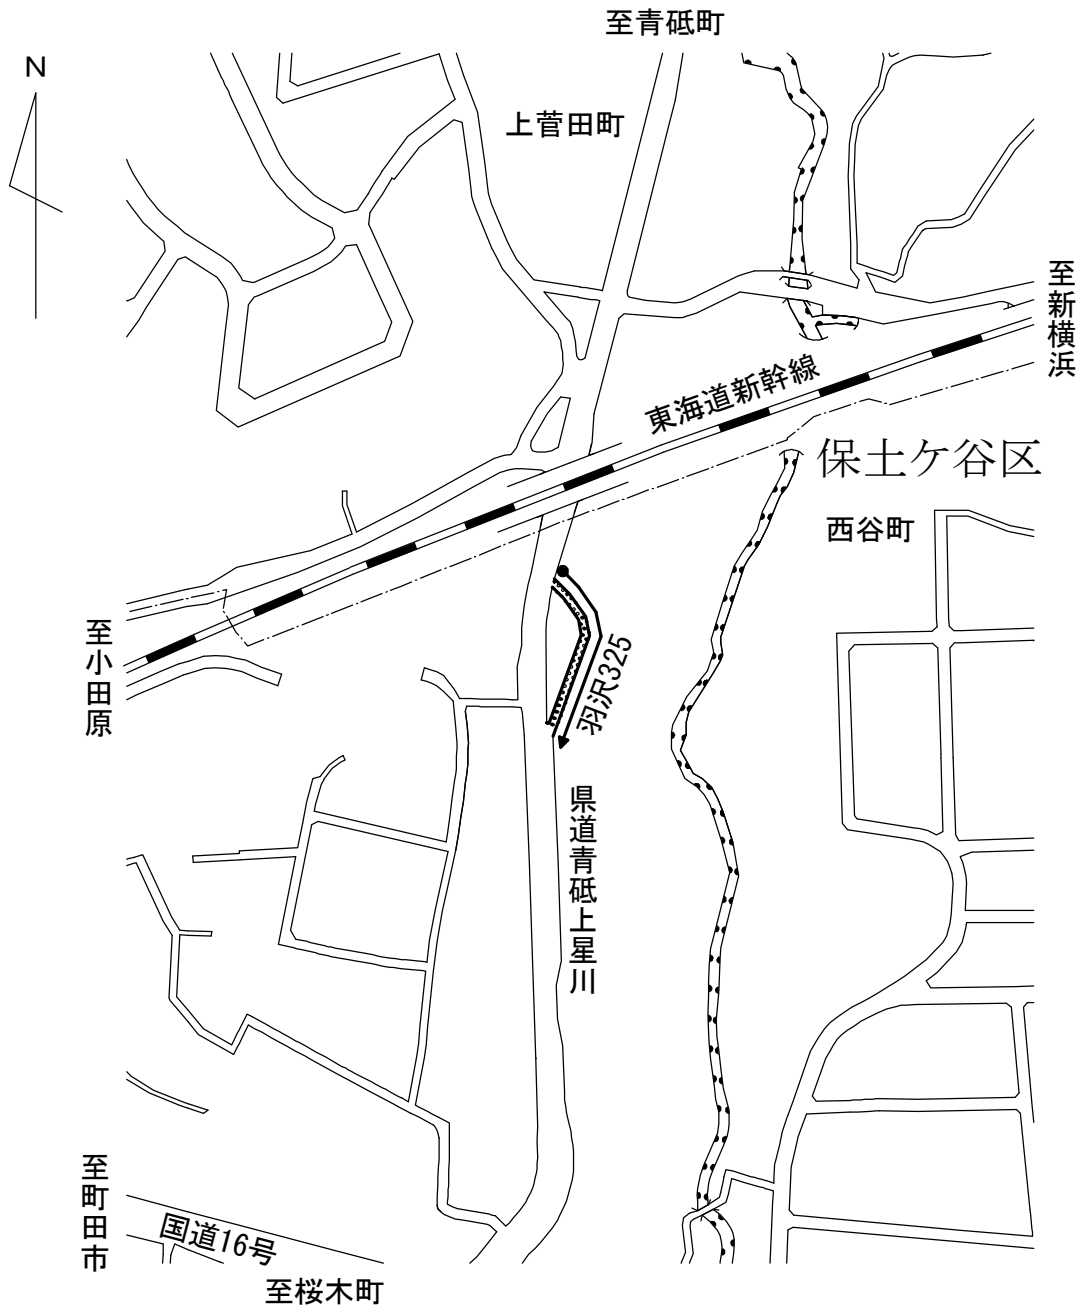 至青砥町
N
上菅田町
至新横浜
東海道新幹線
保土ケ谷区
西谷町
至小田原
羽沢325
県道青砥上星川
至町田市
国道16号
至桜木町